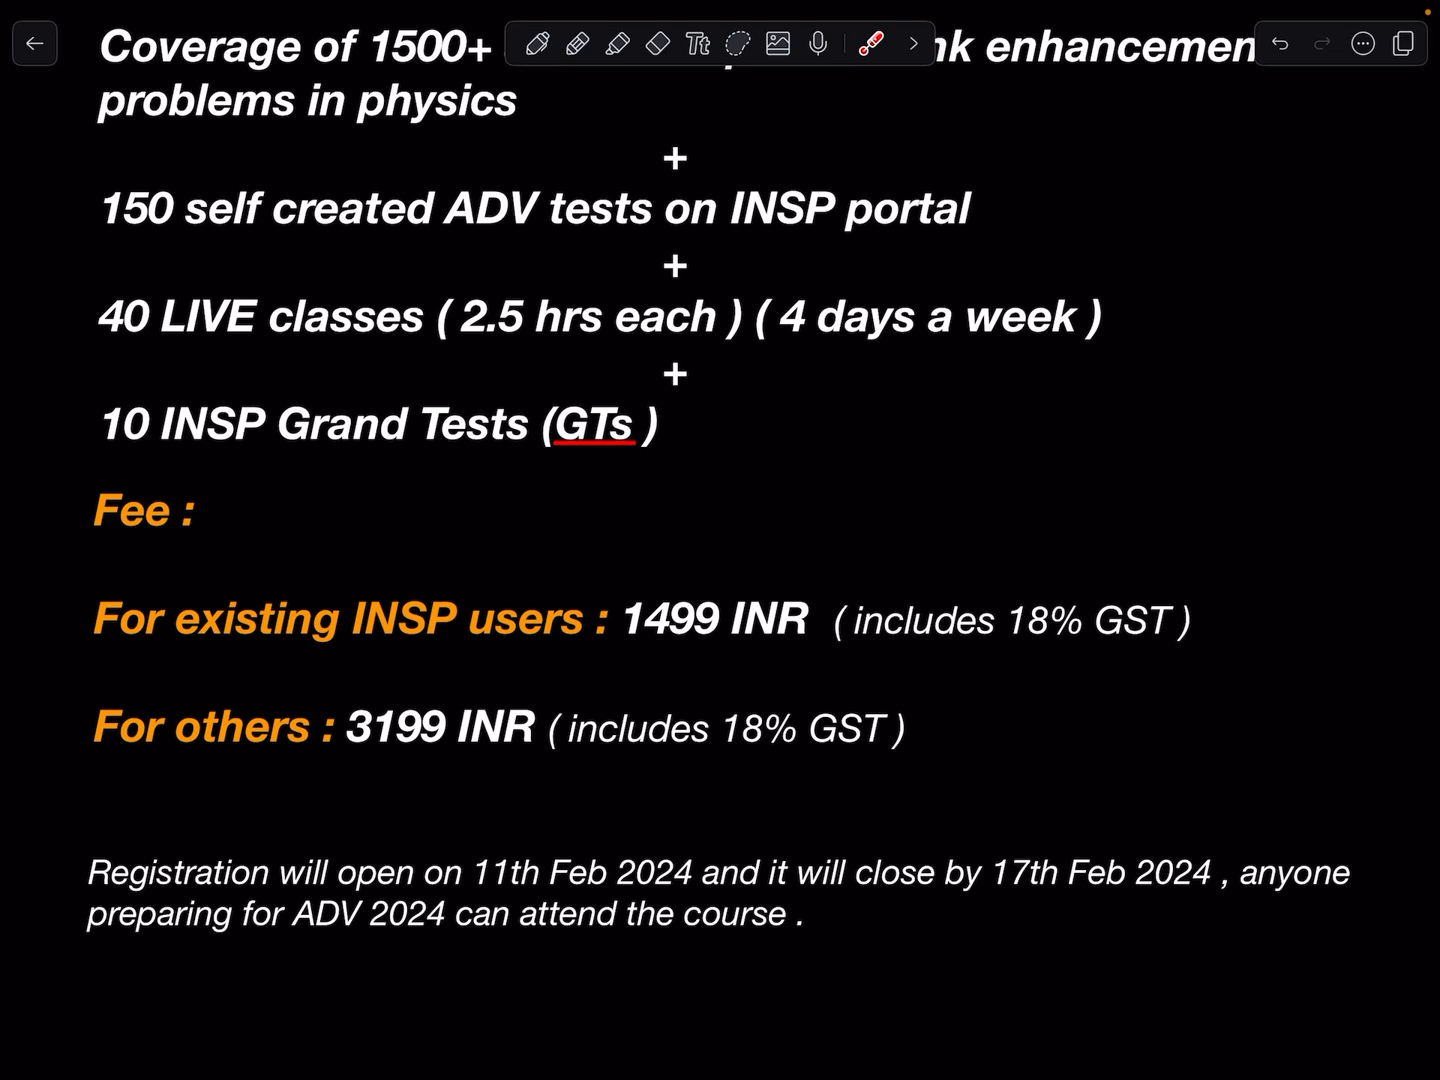 Coverage of 1500+ enhancemen
problems in physics
+
150 self created ADV tests on INSP portal
+
40 LIVE classes ( 2.5 hrs each ) ( 4 days a week )
+
10 INSP Grand Tests (GTs )
Fee :
For existing INSP users : 1499 INR ( includes 18% GST )
For others : 3199 INR ( includes 18% GST )
Registration will open on 11th Feb 2024 and it will close by 17th Feb 2024 , anyone
preparing for ADV 2024 can attend the course .